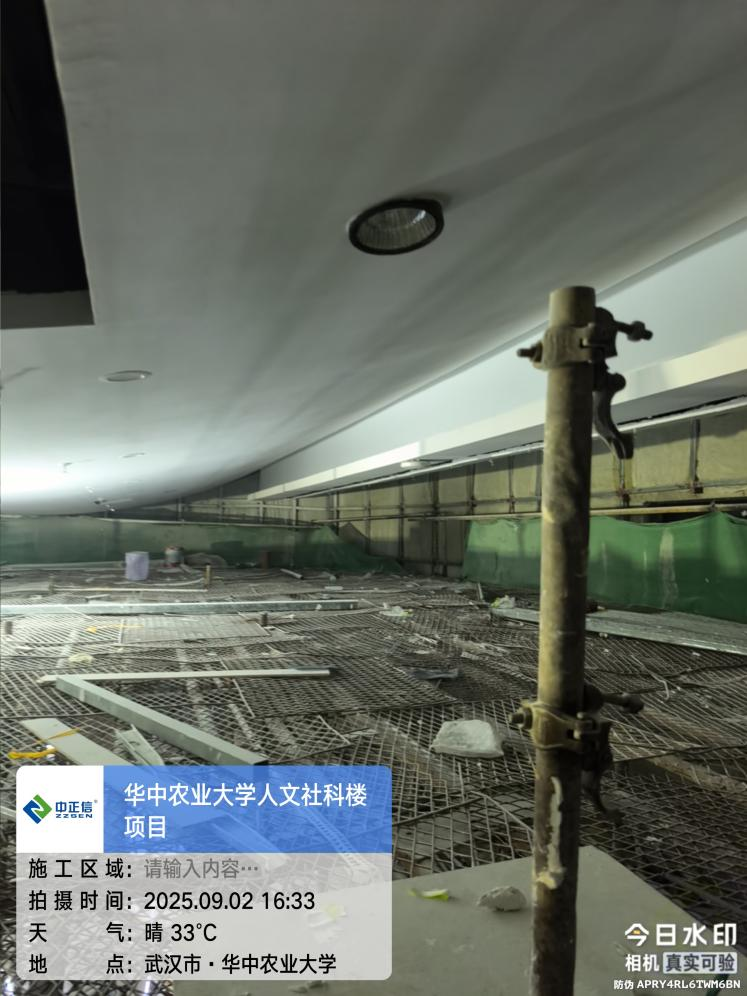 中正信
ZZSEN
华中农业大学人文社科楼
项目
施工区域：请输入内容…
拍摄时间：2025.09.02 16:33
天气：晴 33℃
地点：武汉市·华中农业大学
今日水印
相机 真实可验
防伪 APRY4RL6TWM6BN